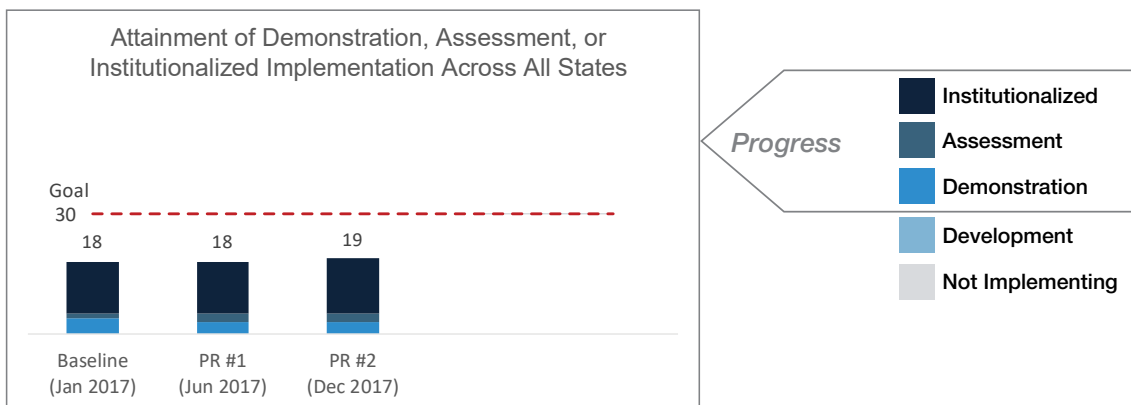 Attainment of Demonstration, Assessment, or
Institutionalized Implementation Across All States
Goal
30
18
18
19
Baseline
(Jan 2017)
PR #1
(Jun 2017)
PR #2
(Dec 2017)
Progress
Institutionalized
Assessment
Demonstration
Development
Not Implementing